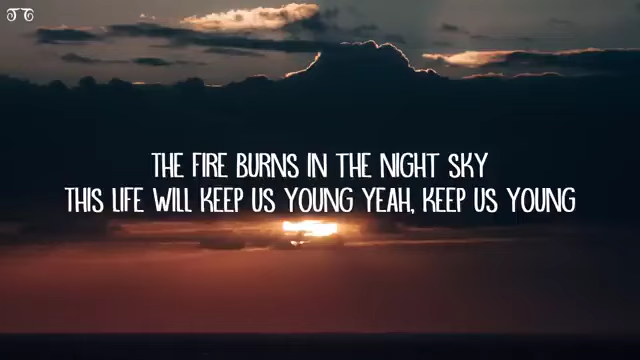 THE FIRE BURNS IN THE NIGHT SKY
THIS LIFE WILL KEEP US YOUNG YEAH, KEEP US YOUNG